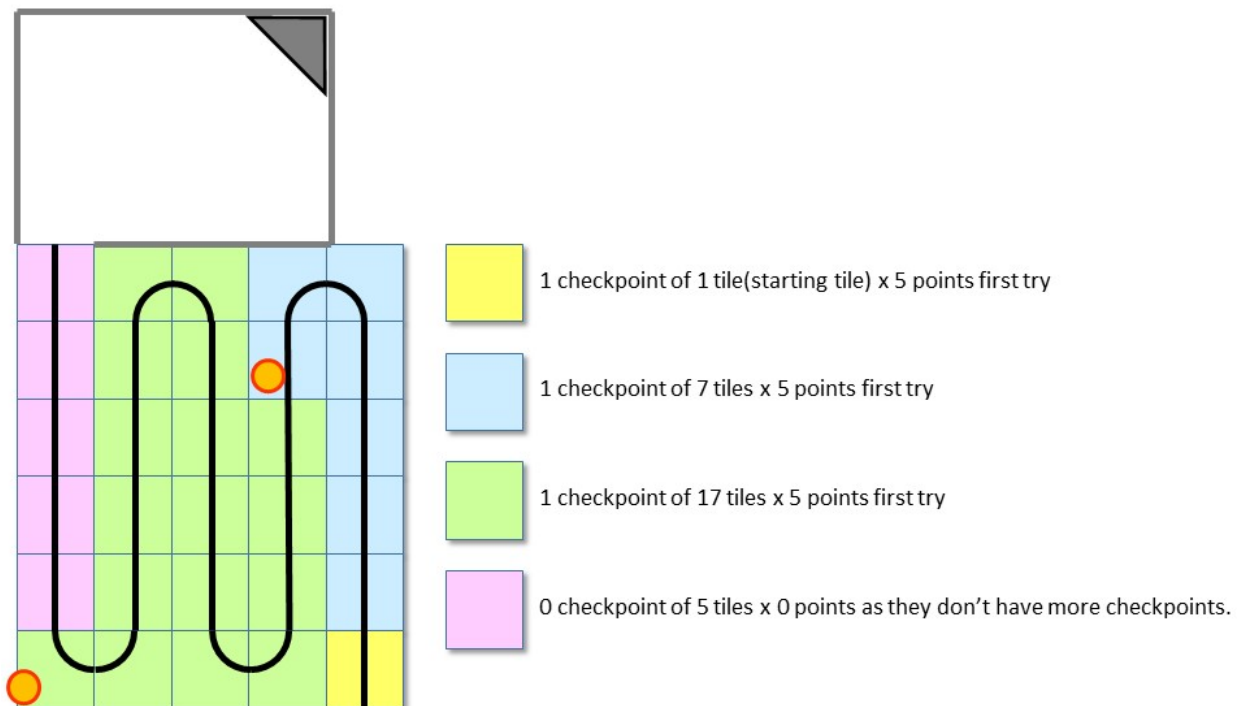 1 checkpoint of 1 tile(starting tile) x 5 points first try
1 checkpoint of 7 tiles x 5 points first try
1 checkpoint of 17 tiles x 5 points first try
0 checkpoint of 5 tiles x 0 points as they don’t have more checkpoints.